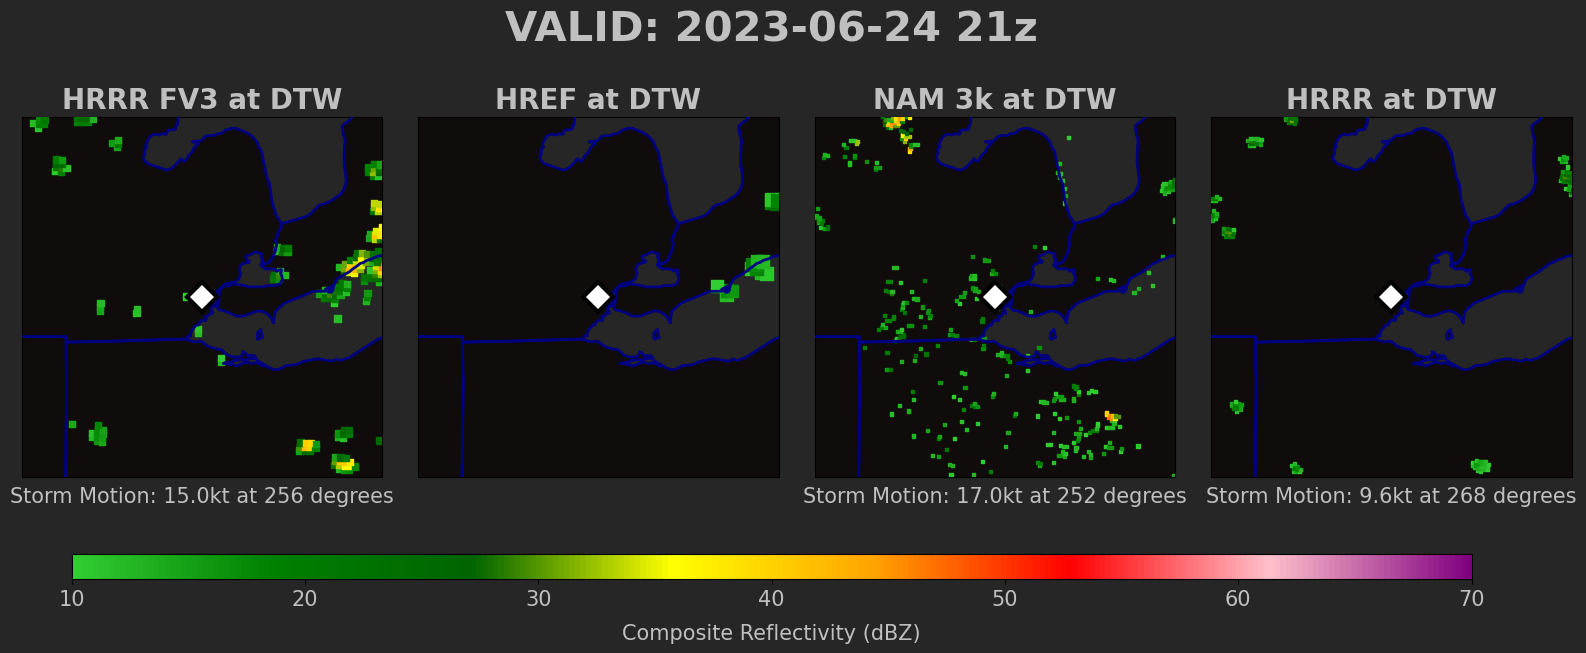 VALID: 2023-06-24 21z
HRRR FV3 at DTW
HREF at DTW
NAM 3k at DTW
HRRR at DTW
Storm Motion: 15.0kt at 256 degrees
Storm Motion: 17.0kt at 252 degrees
Storm Motion: 9.6kt at 268 degrees
10 20 30 40 50 60 70
Composite Reflectivity (dBZ)